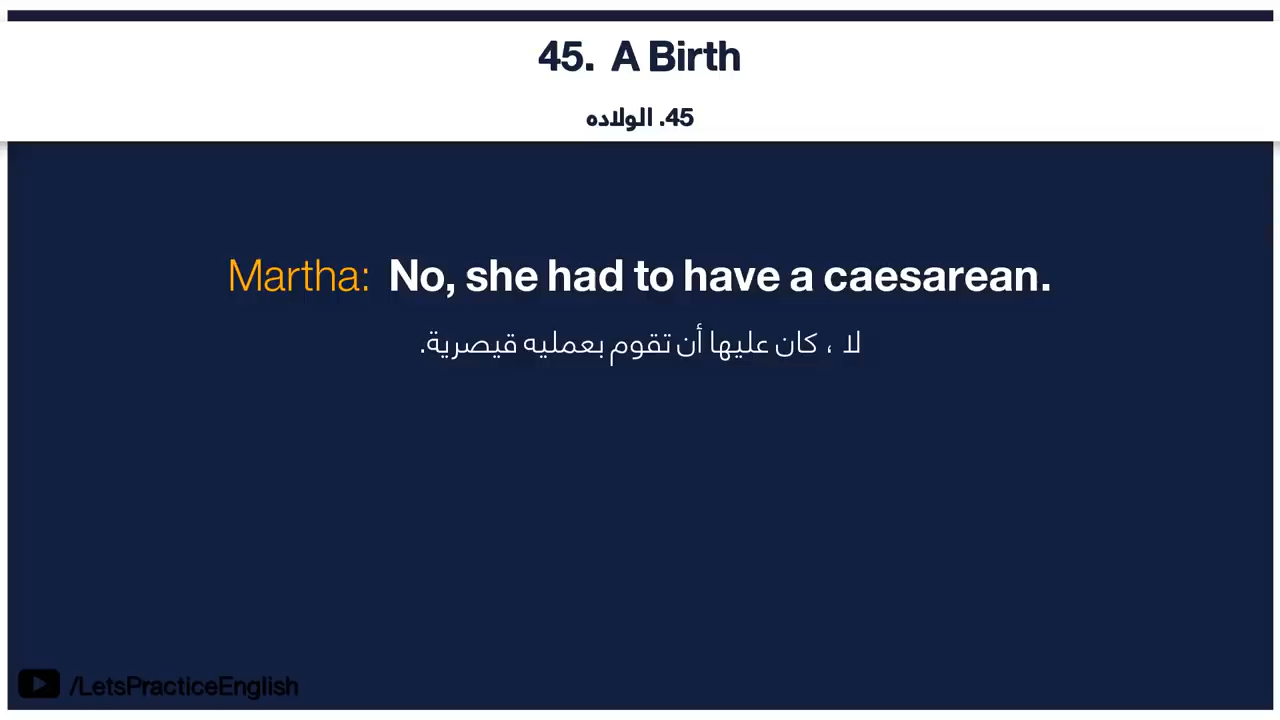 45. A Birth
45. الولاده
Martha: No, she had to have a caesarean.
لا ، كان عليها أن تقوم بعمليه قيصرية.
/LetsPracticeEnglish